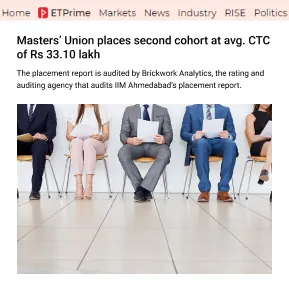 Home ETPrime Markets News Industry RISE Politics
Masters’ Union places second cohort at avg. CTC
of Rs 33.10 lakh
The placement report is audited by Brickwork Analytics, the rating and
auditing agency that audits IIM Ahmedabad’s placement report.